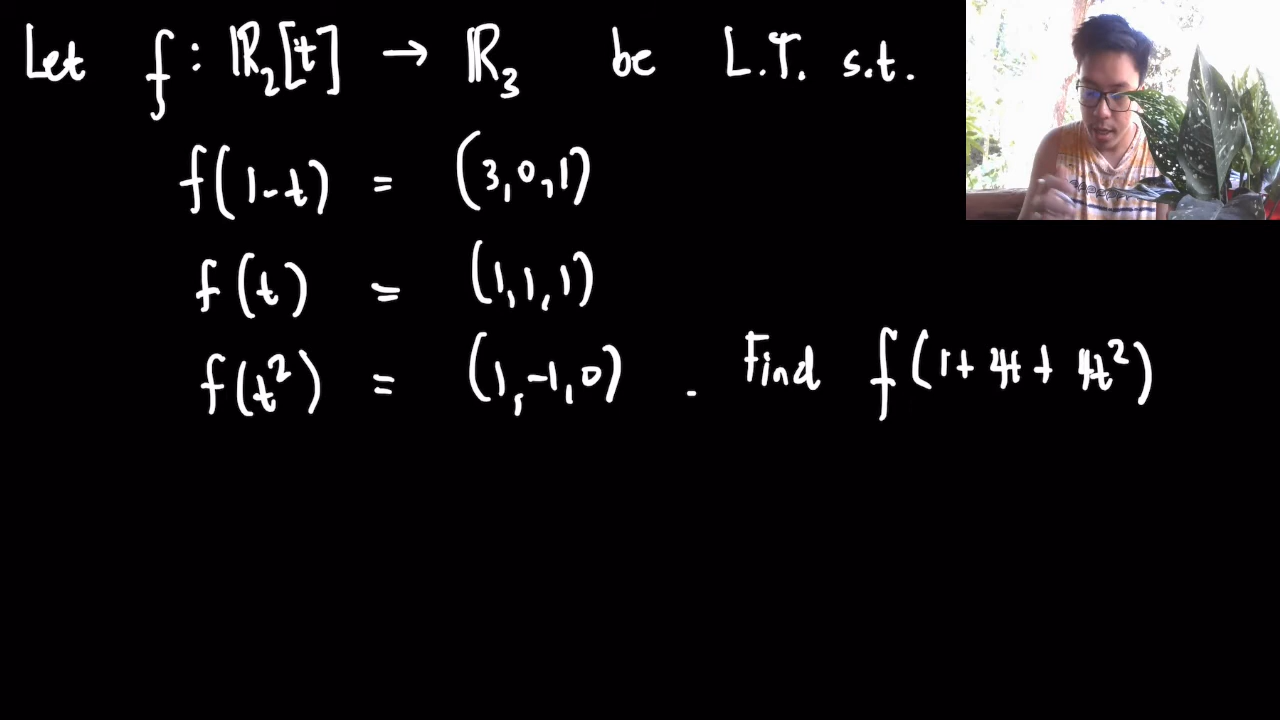 Let f : ℝ₂[t] → ℝ₃ be L.T. s.t.
f(1-t) = (3,0,1)
f(t) = (1,1,1)
f(t²) = (1,-1,0) . Find f(1+4t+4t²)